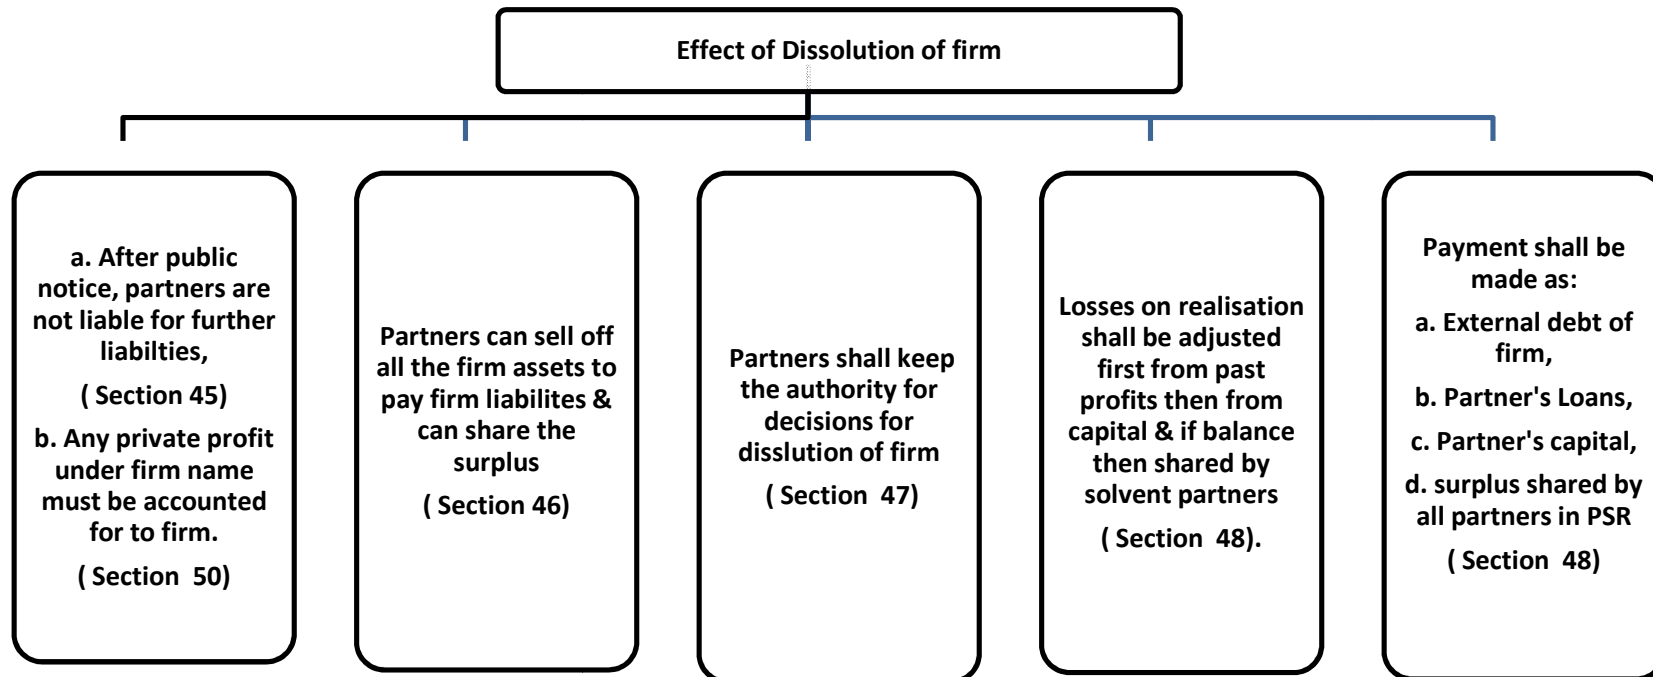 Effect of Dissolution of firm
a. After public
notice, partners are
not liable for further
liabilties,
( Section 45)
b. Any private profit
under firm name
must be accounted
for to firm.
( Section  50)
Partners can sell off
all the firm assets to
pay firm liabilites &
can share the
surplus
( Section 46)
Partners shall keep
the authority for
decisions for
disslution of firm
( Section  47)
Losses on realisation
shall be adjusted
first from past
profits then from
capital & if balance
then shared by
solvent partners
( Section  48).
Payment shall be
made as:
a. External debt of
firm,
b. Partner's Loans,
c. Partner's capital,
d. surplus shared by
all partners in PSR
( Section  48)